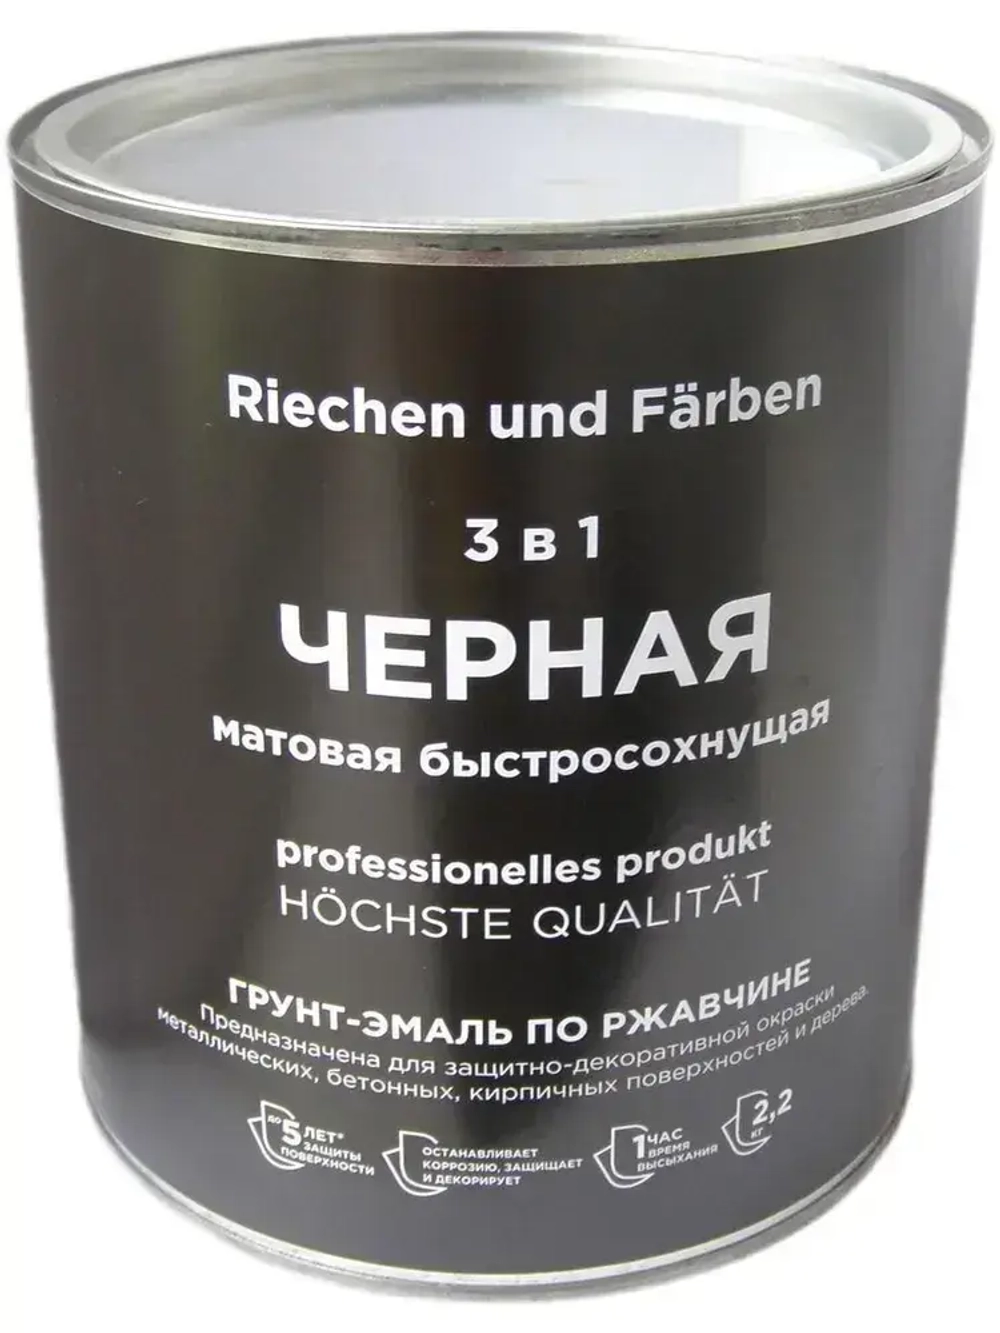 Riechen und Färben
3 в 1
ЧЕРНАЯ
матовая быстросохнущая
professionelles produkt
HÖCHSTE QUALITÄT
ГРУНТ-ЭМАЛЬ ПО РЖАВЧИНЕ
Предназначена для защитно-декоративной окраски
металлических, бетонных, кирпичных поверхностей и дерева.
до 5 ЛЕТ*
ЗАЩИТЫ
ПОВЕРХНОСТИ
ОСТАНАВЛИВАЕТ
КОРРОЗИЮ, ЗАЩИЩАЕТ
И ДЕКОРИРУЕТ
1 ЧАС
ВРЕМЯ
ВЫСЫХАНИЯ
2,2
КГ